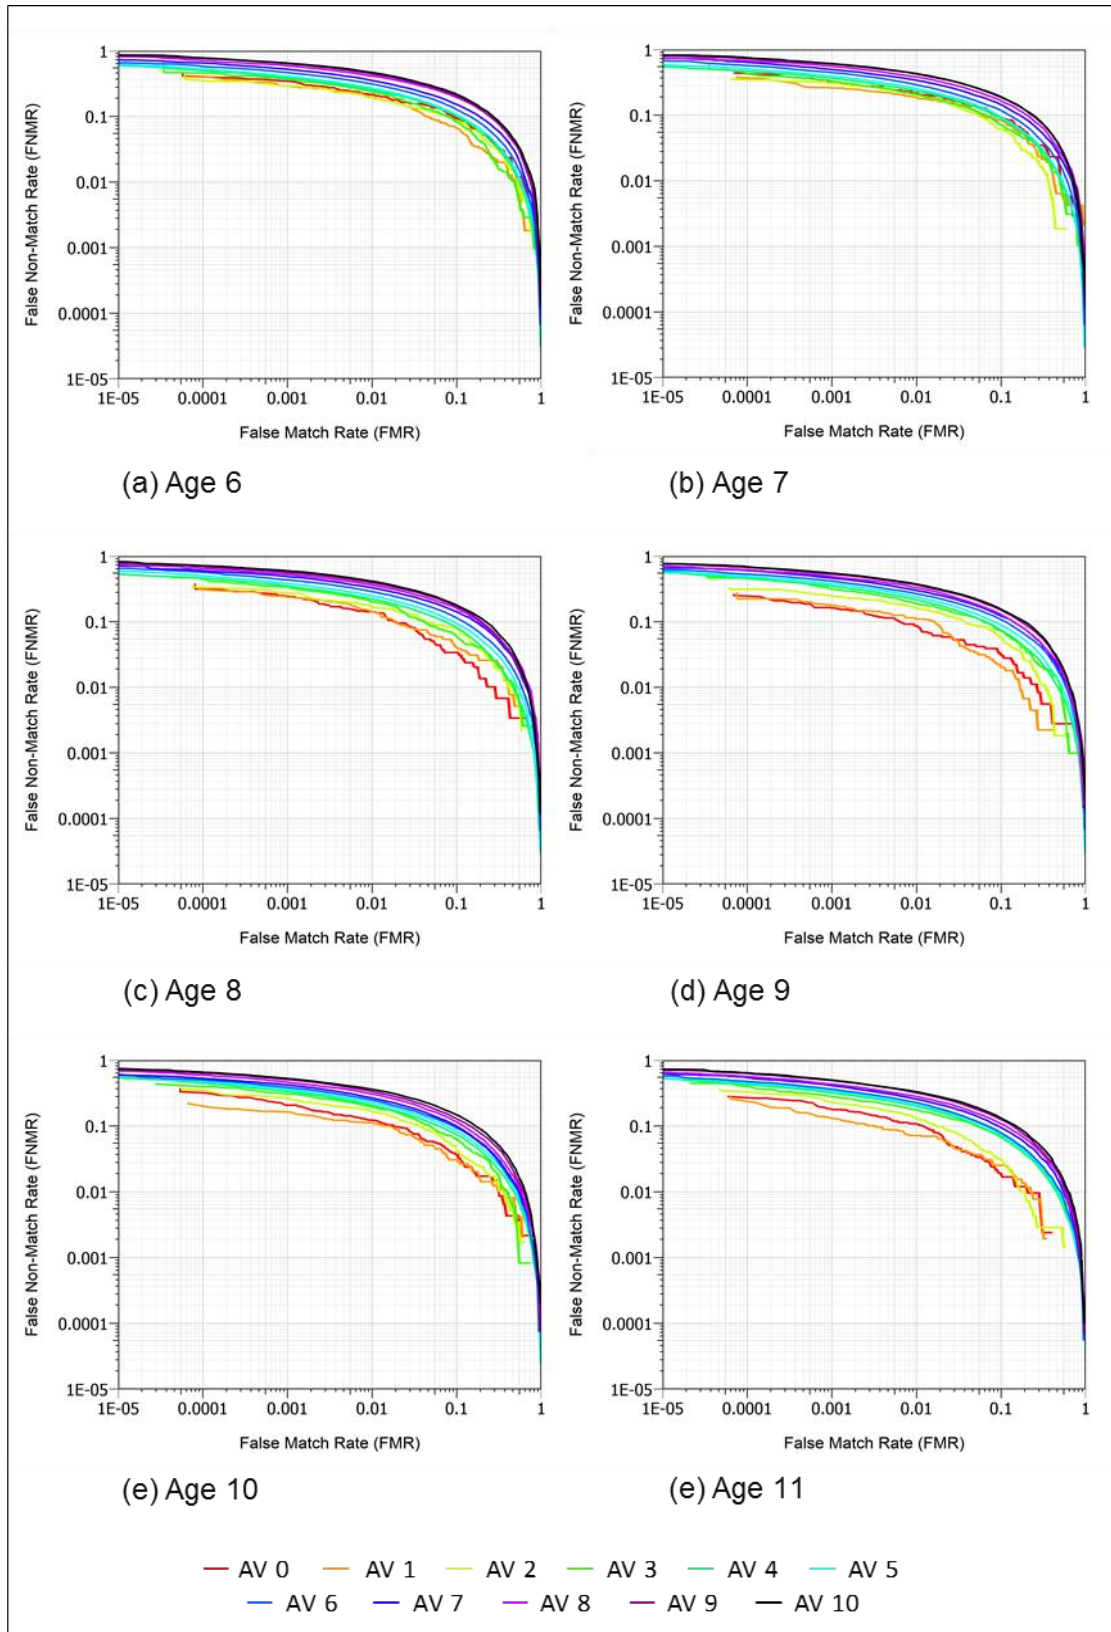 1
0.1
0.01
0.001
0.0001
1E-05
False Non-Match Rate (FNMR)
1E-05 0.0001 0.001 0.01 0.1 1
False Match Rate (FMR)
(a) Age 6
1
0.1
0.01
0.001
0.0001
1E-05
False Non-Match Rate (FNMR)
1E-05 0.0001 0.001 0.01 0.1 1
False Match Rate (FMR)
(b) Age 7
1
0.1
0.01
0.001
0.0001
1E-05
False Non-Match Rate (FNMR)
1E-05 0.0001 0.001 0.01 0.1 1
False Match Rate (FMR)
(c) Age 8
1
0.1
0.01
0.001
0.0001
1E-05
False Non-Match Rate (FNMR)
1E-05 0.0001 0.001 0.01 0.1 1
False Match Rate (FMR)
(d) Age 9
1
0.1
0.01
0.001
0.0001
1E-05
False Non-Match Rate (FNMR)
1E-05 0.0001 0.001 0.01 0.1 1
False Match Rate (FMR)
(e) Age 10
1
0.1
0.01
0.001
0.0001
1E-05
False Non-Match Rate (FNMR)
1E-05 0.0001 0.001 0.01 0.1 1
False Match Rate (FMR)
(e) Age 11
AV 0 AV 1 AV 2 AV 3 AV 4 AV 5
AV 6 AV 7 AV 8 AV 9 AV 10